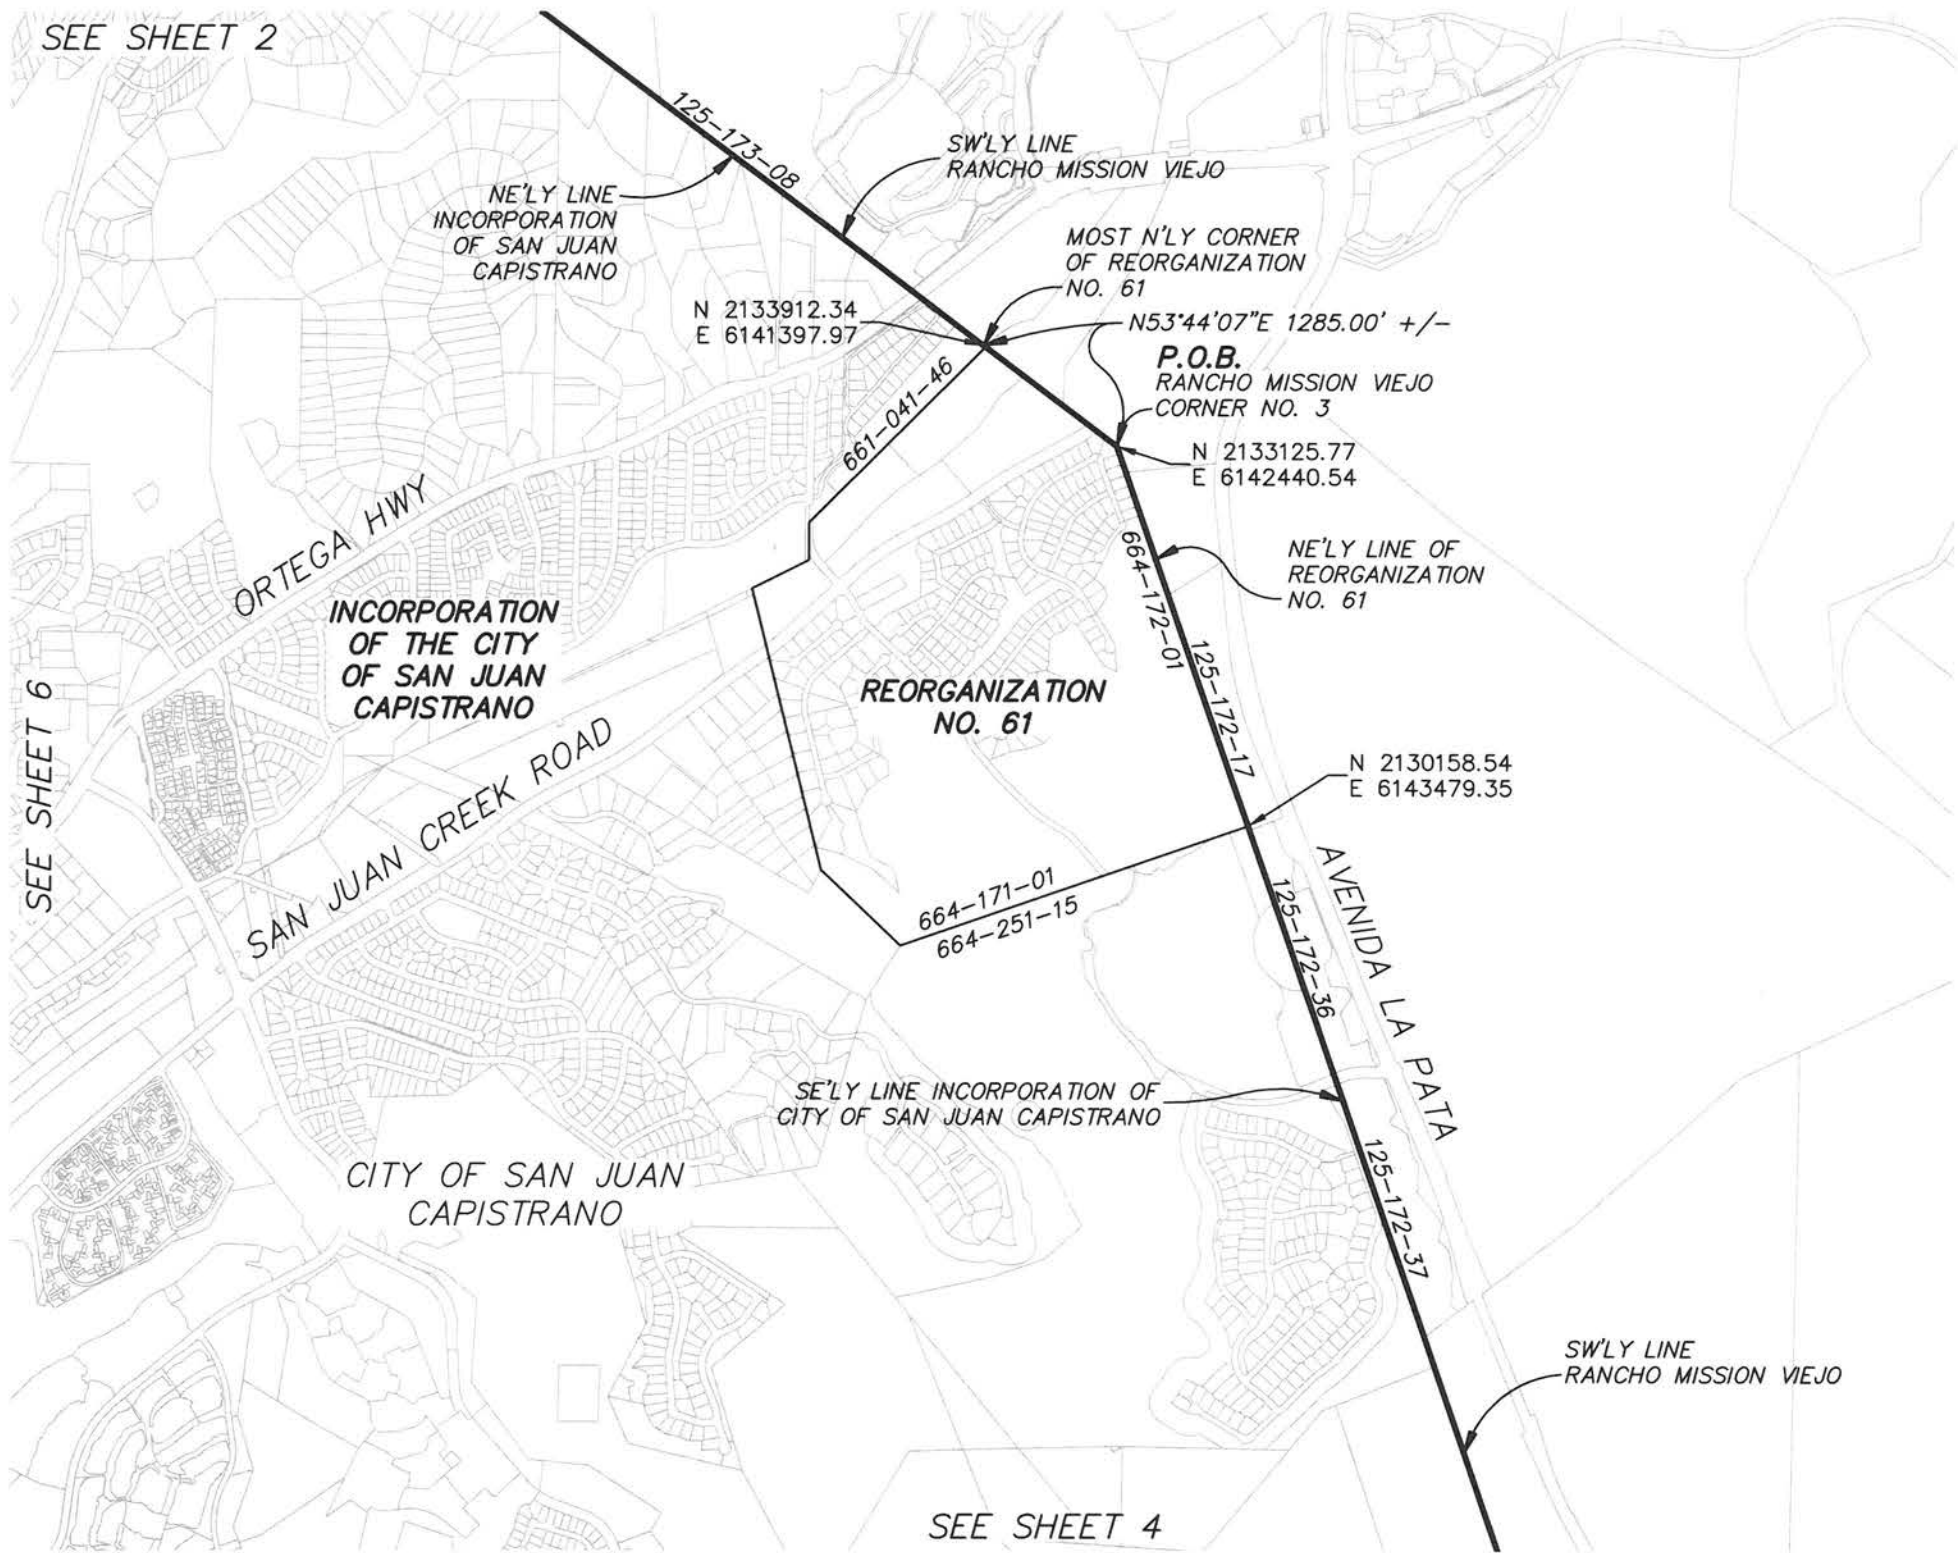 SEE SHEET 2
125-173-08
SW'LY LINE
RANCHO MISSION VIEJO
NE'LY LINE
INCORPORATION
OF SAN JUAN
CAPISTRANO
MOST N'LY CORNER
OF REORGANIZATION
NO. 61
N 2133912.34
E 6141397.97
N53°44'07"E 1285.00' +/-
P.O.B.
RANCHO MISSION VIEJO
CORNER NO. 3
661-041-46
N 2133125.77
E 6142440.54
ORTEGA HWY
664-172-01
NE'LY LINE OF
REORGANIZATION
NO. 61
INCORPORATION
OF THE CITY
OF SAN JUAN
CAPISTRANO
125-172-17
REORGANIZATION
NO. 61
SEE SHEET 6
SAN JUAN CREEK ROAD
N 2130158.54
E 6143479.35
664-171-01
664-251-15
125-172-36
AVENIDA LA PATA
SE'LY LINE INCORPORATION OF
CITY OF SAN JUAN CAPISTRANO
125-172-37
CITY OF SAN JUAN
CAPISTRANO
SW'LY LINE
RANCHO MISSION VIEJO
SEE SHEET 4